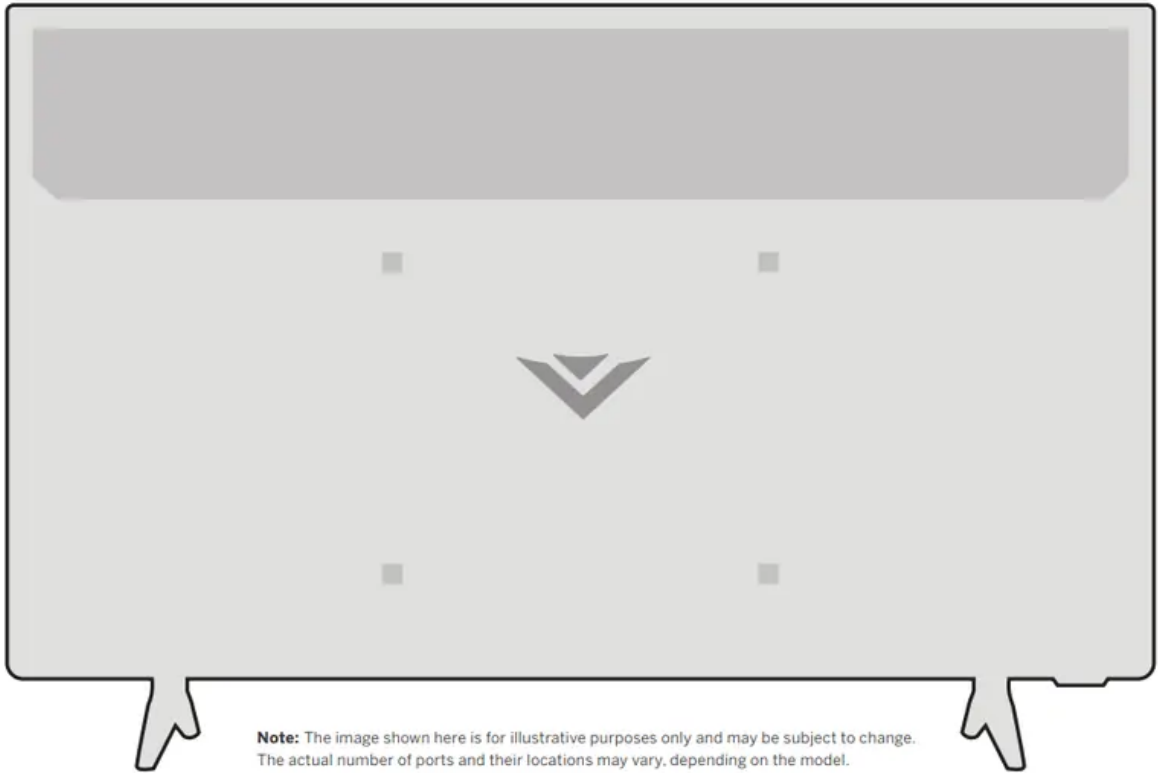 Note: The image shown here is for illustrative purposes only and may be subject to change.
The actual number of ports and their locations may vary, depending on the model.